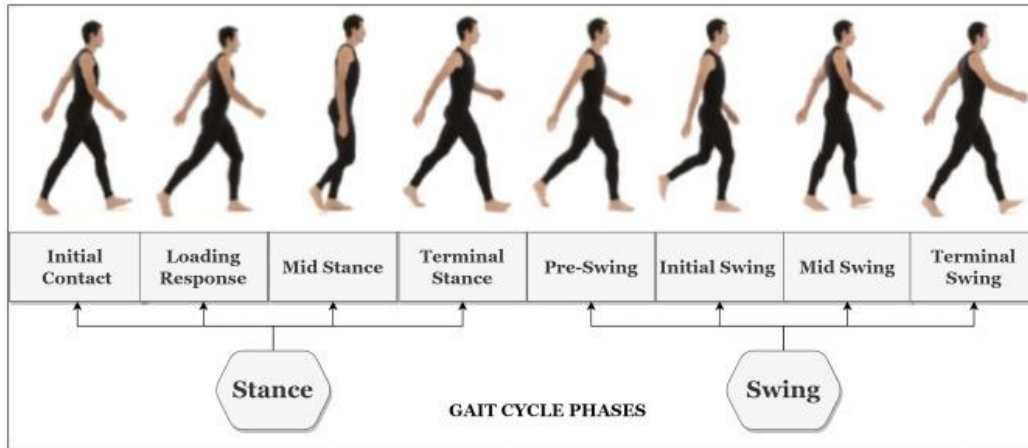 Initial
Contact
Loading
Response
Mid Stance
Terminal
Stance
Pre-Swing
Initial Swing
Mid Swing
Terminal
Swing
Stance
Swing
GAIT CYCLE PHASES